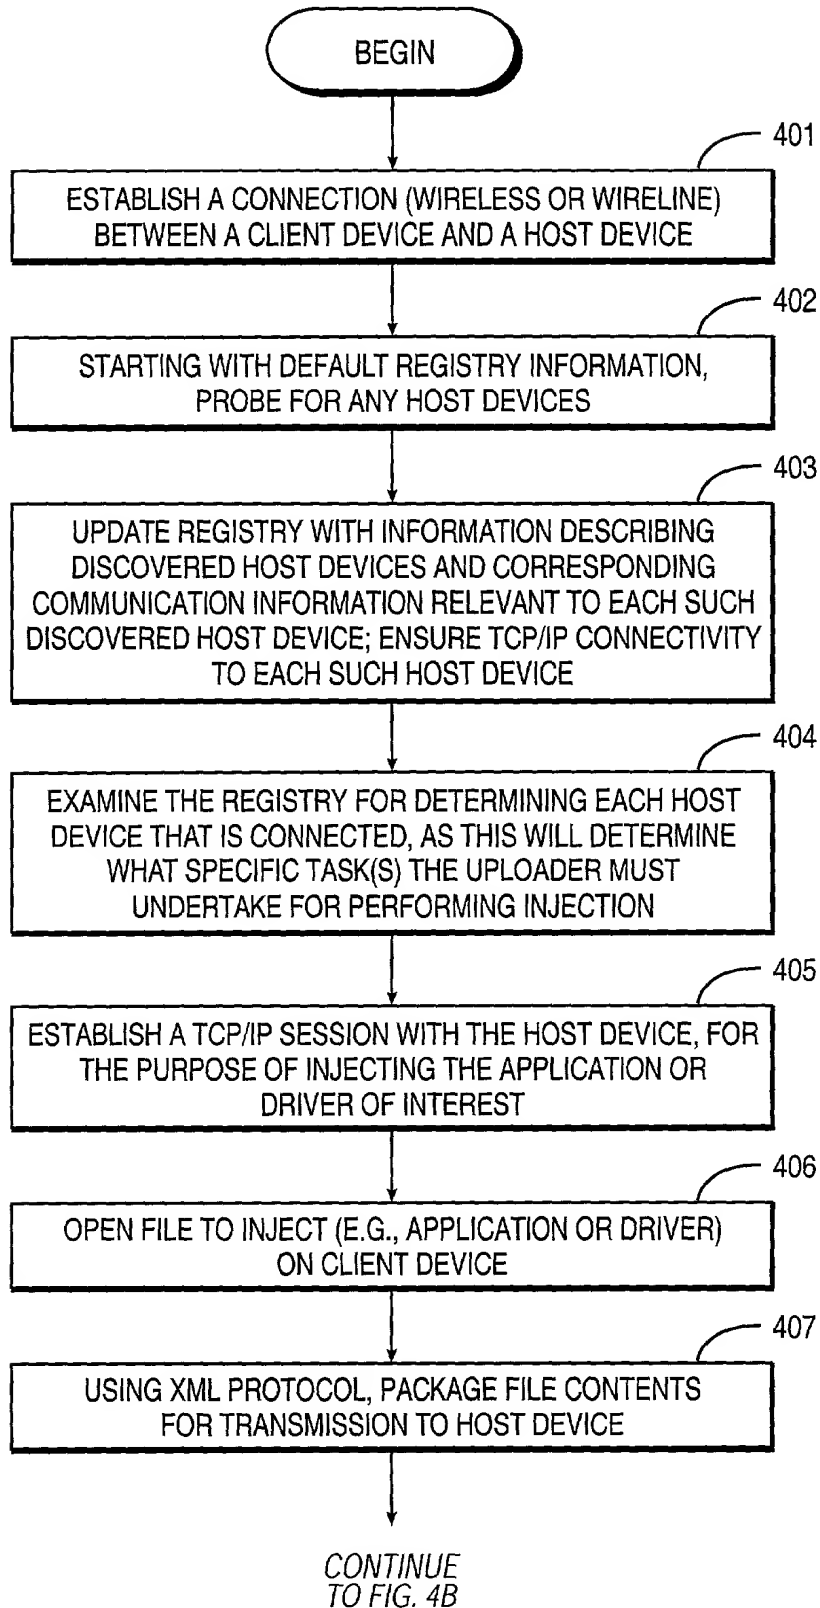 BEGIN
401
ESTABLISH A CONNECTION (WIRELESS OR WIRELINE)
BETWEEN A CLIENT DEVICE AND A HOST DEVICE
402
STARTING WITH DEFAULT REGISTRY INFORMATION,
PROBE FOR ANY HOST DEVICES
403
UPDATE REGISTRY WITH INFORMATION DESCRIBING
DISCOVERED HOST DEVICES AND CORRESPONDING
COMMUNICATION INFORMATION RELEVANT TO EACH SUCH
DISCOVERED HOST DEVICE; ENSURE TCP/IP CONNECTIVITY
TO EACH SUCH HOST DEVICE
404
EXAMINE THE REGISTRY FOR DETERMINING EACH HOST
DEVICE THAT IS CONNECTED, AS THIS WILL DETERMINE
WHAT SPECIFIC TASK(S) THE UPLOADER MUST
UNDERTAKE FOR PERFORMING INJECTION
405
ESTABLISH A TCP/IP SESSION WITH THE HOST DEVICE, FOR
THE PURPOSE OF INJECTING THE APPLICATION OR
DRIVER OF INTEREST
406
OPEN FILE TO INJECT (E.G., APPLICATION OR DRIVER)
ON CLIENT DEVICE
407
USING XML PROTOCOL, PACKAGE FILE CONTENTS
FOR TRANSMISSION TO HOST DEVICE
CONTINUE
TO FIG. 4B